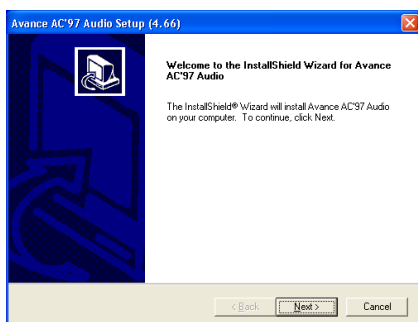 Avance AC'97 Audio Setup (4.66)
Welcome to the InstallShield Wizard for Avance
AC'97 Audio
The InstallShield® Wizard will install Avance AC'97 Audio
on your computer. To continue, click Next.
< Back
Next >
Cancel